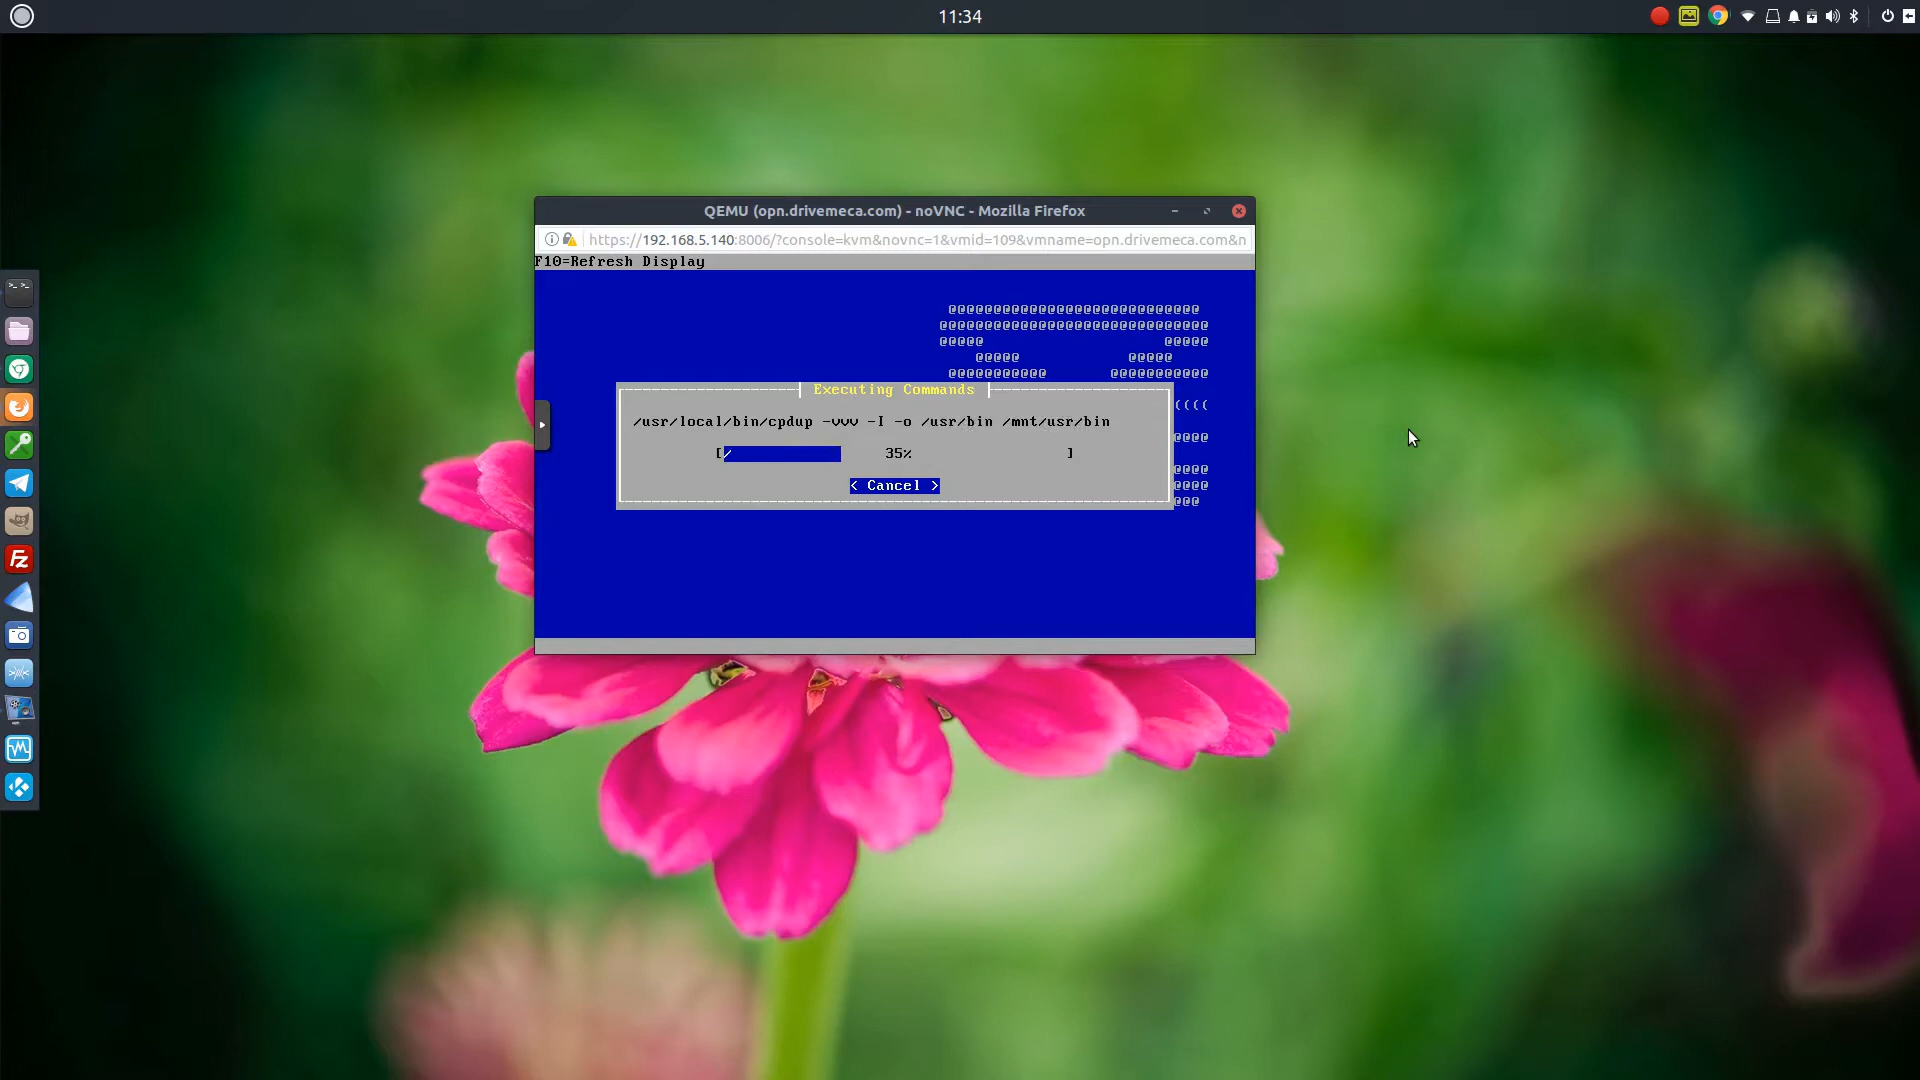 11:34
QEMU (opn.drivemeca.com) - noVNC - Mozilla Firefox
https://192.168.5.140:8006/?console=kvm&novnc=1&vmid=109&vmname=opn.drivemeca.com&n
F10=Refresh Display
@@@@@@@@@@@@@@@@@@@@@@@@@@@@
@@@@@@@@@@@@@@@@@@@@@@@@@@@@@@
@@@@@ @@@@@
@@@@@ @@@@@
@@@@@@@@@@@ @@@@@@@@@@@
Executing Commands
((((
/usr/local/bin/cpdup -vvv -I -o /usr/bin /mnt/usr/bin
@@@@
[/ 35% ]
@@@@
< Cancel >
@@@@
@@@
>_ >_
Fz